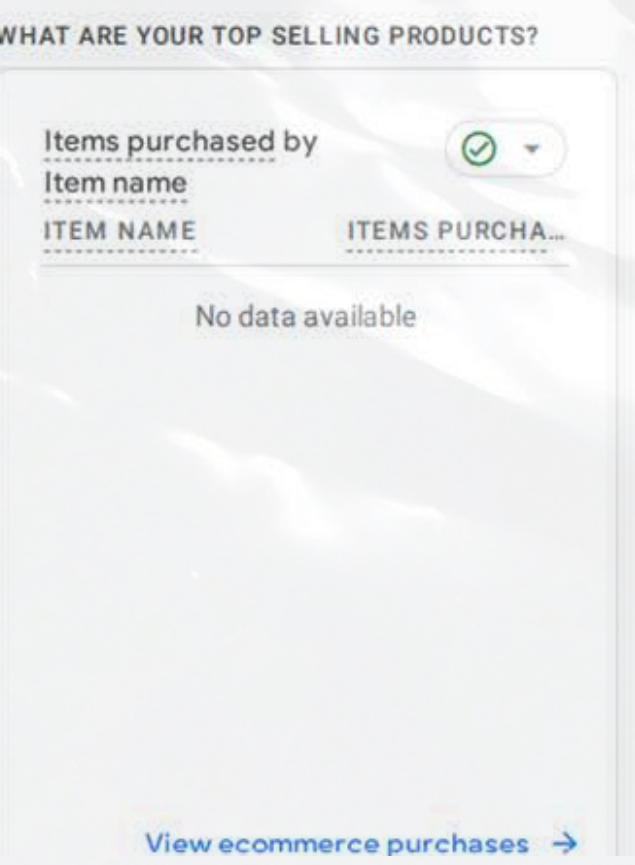 WHAT ARE YOUR TOP SELLING PRODUCTS?
Items purchased by
Item name
ITEM NAME ITEMS PURCHA...
No data available
View ecommerce purchases →